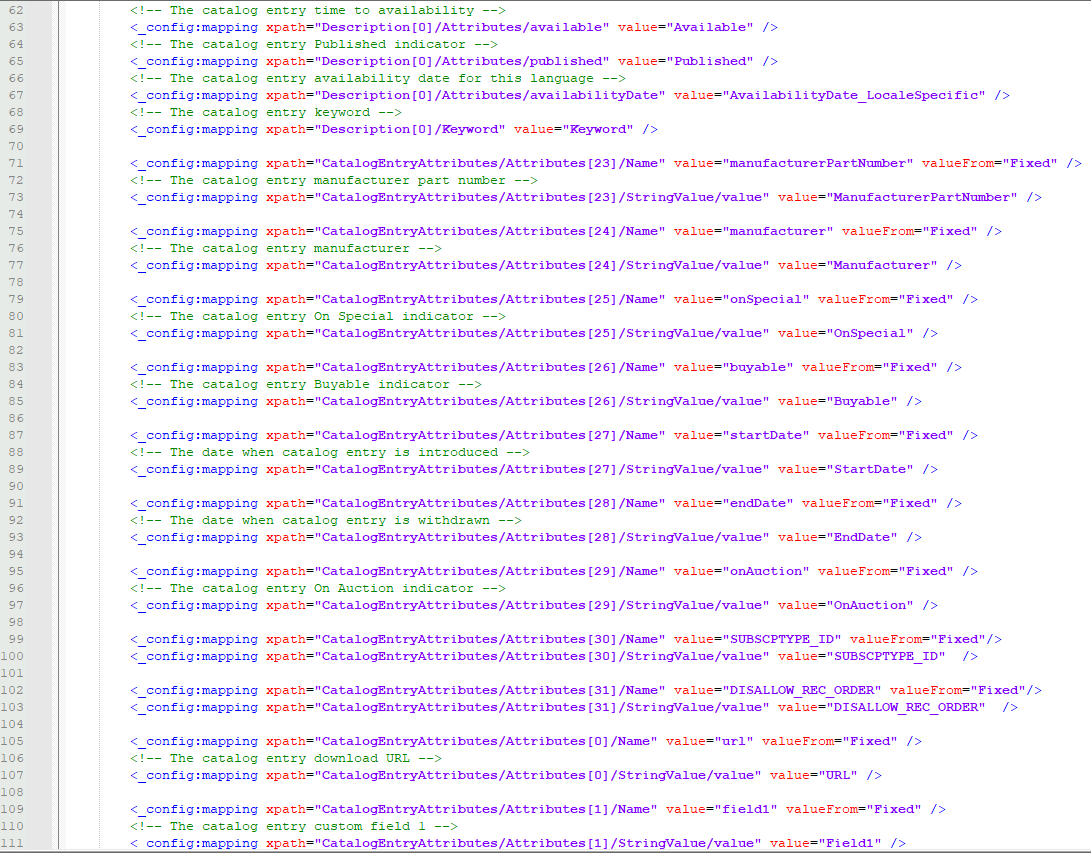 62 <!-- The catalog entry time to availability -->
63 <_config:mapping xpath="Description[0]/Attributes/available" value="Available" />
64 <!-- The catalog entry Published indicator -->
65 <_config:mapping xpath="Description[0]/Attributes/published" value="Published" />
66 <!-- The catalog entry availability date for this language -->
67 <_config:mapping xpath="Description[0]/Attributes/availabilityDate" value="AvailabilityDate_LocaleSpecific" />
68 <!-- The catalog entry keyword -->
69 <_config:mapping xpath="Description[0]/Keyword" value="Keyword" />
70
71 <_config:mapping xpath="CatalogEntryAttributes/Attributes[23]/Name" value="manufacturerPartNumber" valueFrom="Fixed" />
72 <!-- The catalog entry manufacturer part number -->
73 <_config:mapping xpath="CatalogEntryAttributes/Attributes[23]/StringValue/value" value="ManufacturerPartNumber" />
74
75 <_config:mapping xpath="CatalogEntryAttributes/Attributes[24]/Name" value="manufacturer" valueFrom="Fixed" />
76 <!-- The catalog entry manufacturer -->
77 <_config:mapping xpath="CatalogEntryAttributes/Attributes[24]/StringValue/value" value="Manufacturer" />
78
79 <_config:mapping xpath="CatalogEntryAttributes/Attributes[25]/Name" value="onSpecial" valueFrom="Fixed" />
80 <!-- The catalog entry On Special indicator -->
81 <_config:mapping xpath="CatalogEntryAttributes/Attributes[25]/StringValue/value" value="OnSpecial" />
82
83 <_config:mapping xpath="CatalogEntryAttributes/Attributes[26]/Name" value="buyable" valueFrom="Fixed" />
84 <!-- The catalog entry Buyable indicator -->
85 <_config:mapping xpath="CatalogEntryAttributes/Attributes[26]/StringValue/value" value="Buyable" />
86
87 <_config:mapping xpath="CatalogEntryAttributes/Attributes[27]/Name" value="startDate" valueFrom="Fixed" />
88 <!-- The date when catalog entry is introduced -->
89 <_config:mapping xpath="CatalogEntryAttributes/Attributes[27]/StringValue/value" value="StartDate" />
90
91 <_config:mapping xpath="CatalogEntryAttributes/Attributes[28]/Name" value="endDate" valueFrom="Fixed" />
92 <!-- The date when catalog entry is withdrawn -->
93 <_config:mapping xpath="CatalogEntryAttributes/Attributes[28]/StringValue/value" value="EndDate" />
94
95 <_config:mapping xpath="CatalogEntryAttributes/Attributes[29]/Name" value="onAuction" valueFrom="Fixed" />
96 <!-- The catalog entry On Auction indicator -->
97 <_config:mapping xpath="CatalogEntryAttributes/Attributes[29]/StringValue/value" value="OnAuction" />
98
99 <_config:mapping xpath="CatalogEntryAttributes/Attributes[30]/Name" value="SUBSCPTYPE_ID" valueFrom="Fixed"/>
100 <_config:mapping xpath="CatalogEntryAttributes/Attributes[30]/StringValue/value" value="SUBSCPTYPE_ID"  />
101
102 <_config:mapping xpath="CatalogEntryAttributes/Attributes[31]/Name" value="DISALLOW_REC_ORDER" valueFrom="Fixed"/>
103 <_config:mapping xpath="CatalogEntryAttributes/Attributes[31]/StringValue/value" value="DISALLOW_REC_ORDER"  />
104
105 <_config:mapping xpath="CatalogEntryAttributes/Attributes[0]/Name" value="url" valueFrom="Fixed" />
106 <!-- The catalog entry download URL -->
107 <_config:mapping xpath="CatalogEntryAttributes/Attributes[0]/StringValue/value" value="URL" />
108
109 <_config:mapping xpath="CatalogEntryAttributes/Attributes[1]/Name" value="field1" valueFrom="Fixed" />
110 <!-- The catalog entry custom field 1 -->
111 <_config:mapping xpath="CatalogEntryAttributes/Attributes[1]/StringValue/value" value="Field1" />